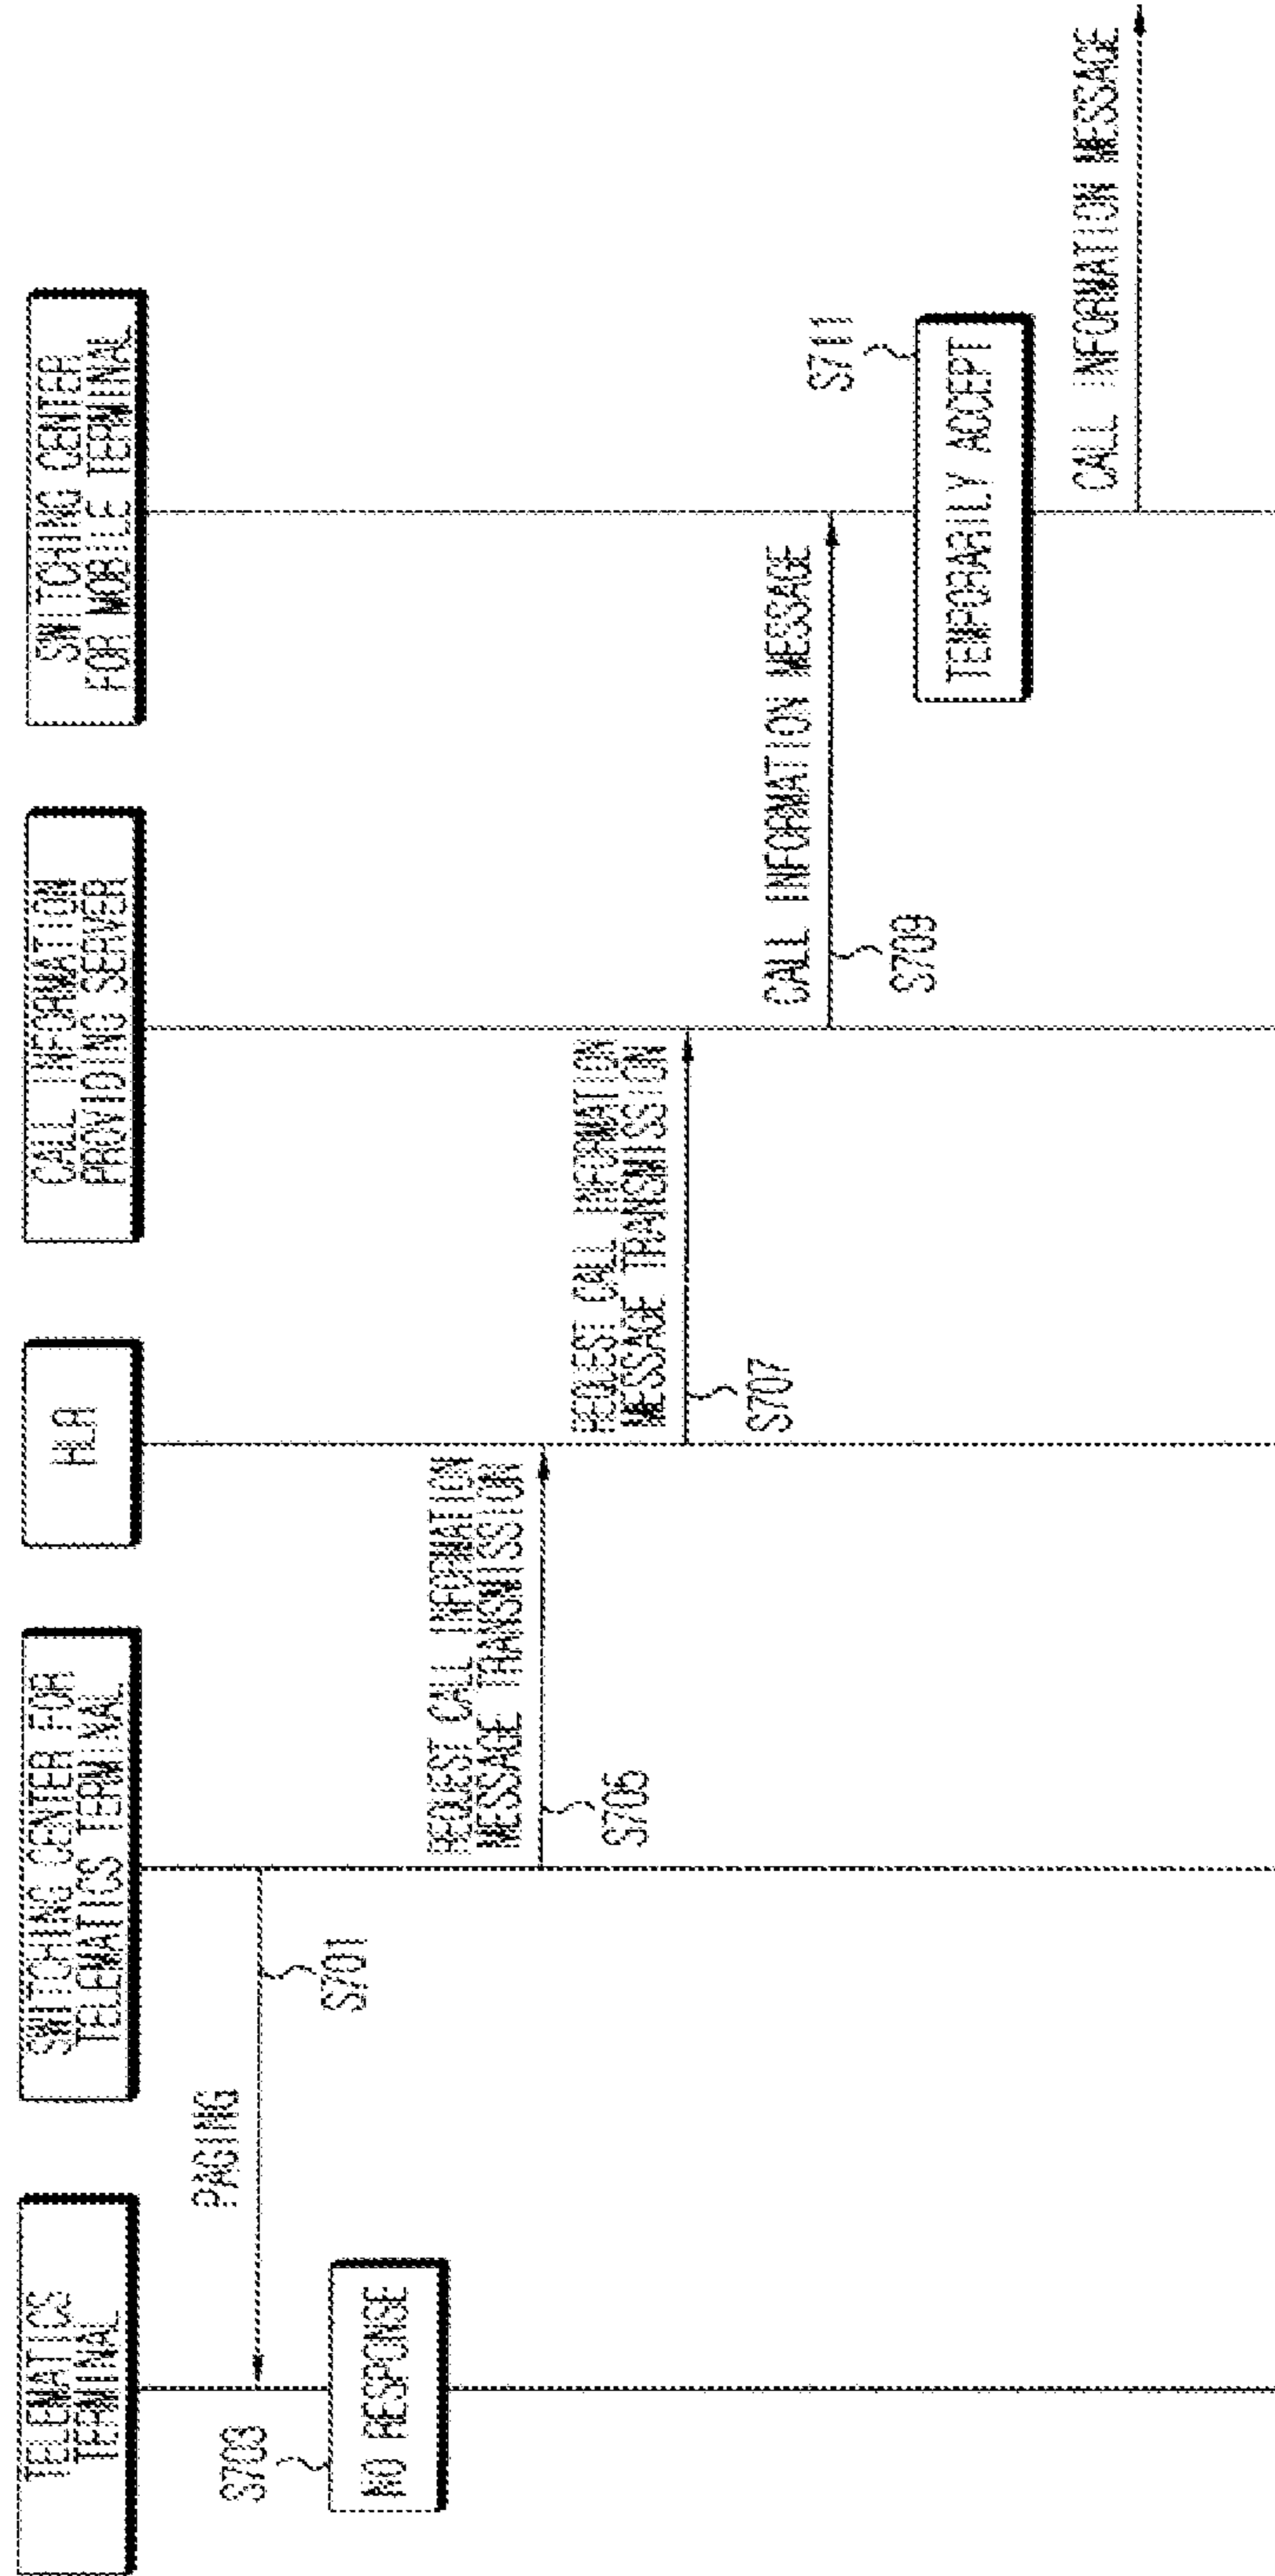 TELEMATICS
TERMINAL
SWITCHING CENTER FOR
TELEMATICS TERMINAL
HLR
CALL INFORMATION
PROVIDING SERVER
SWITCHING CENTER
FOR MOBILE TERMINAL
PAGING
S701
S703
NO RESPONSE
REQUEST CALL INFORMATION
MESSAGE TRANSMISSION
S705
REQUEST CALL INFORMATION
MESSAGE TRANSMISSION
S707
CALL INFORMATION MESSAGE
S709
S711
TEMPORARILY ACCEPT
CALL INFORMATION MESSAGE